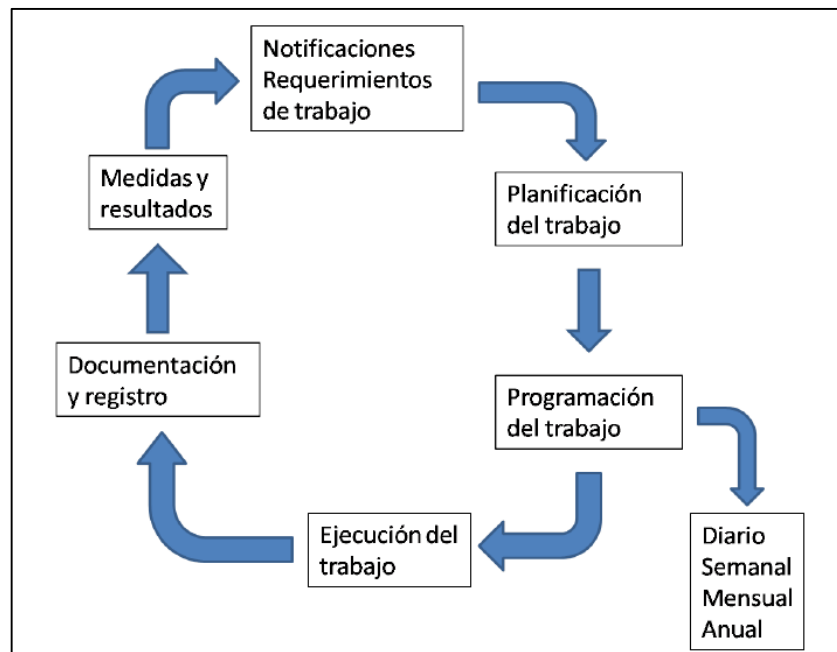 Notificaciones
Requerimientos
de trabajo
Planificación
del trabajo
Programación
del trabajo
Diario
Semanal
Mensual
Anual
Ejecución del
trabajo
Documentación
y registro
Medidas y
resultados